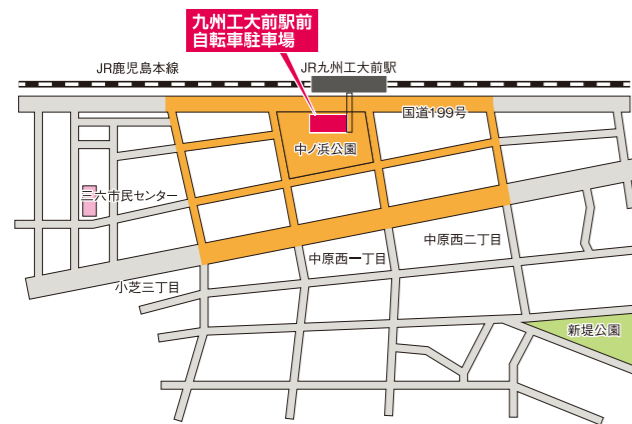 九州工大前駅前
自転車駐車場
JR鹿児島本線
JR九州工大前駅
国道199号
中ノ浜公園
三六市民センター
中原西二丁目
中原西一丁目
小芝三丁目
新堤公園